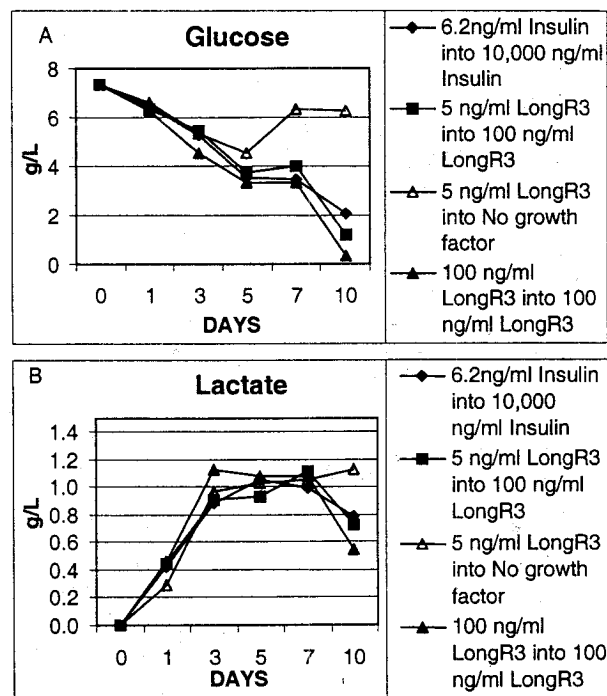 A
Glucose
8
6
4
2
0
g/L
0 1 3 5 7 10
DAYS
6.2ng/ml Insulin
into 10,000 ng/ml
Insulin
5 ng/ml LongR3
into 100 ng/ml
LongR3
5 ng/ml LongR3
into No growth
factor
100 ng/ml
LongR3 into 100
ng/ml LongR3
B
Lactate
1.4
1.2
1.0
0.8
0.6
0.4
0.2
0.0
g/L
0 1 3 5 7 10
DAYS
6.2ng/ml Insulin
into 10,000
ng/ml Insulin
5 ng/ml LongR3
into 100 ng/ml
LongR3
5 ng/ml LongR3
into No growth
factor
100 ng/ml
LongR3 into 100
ng/ml LongR3